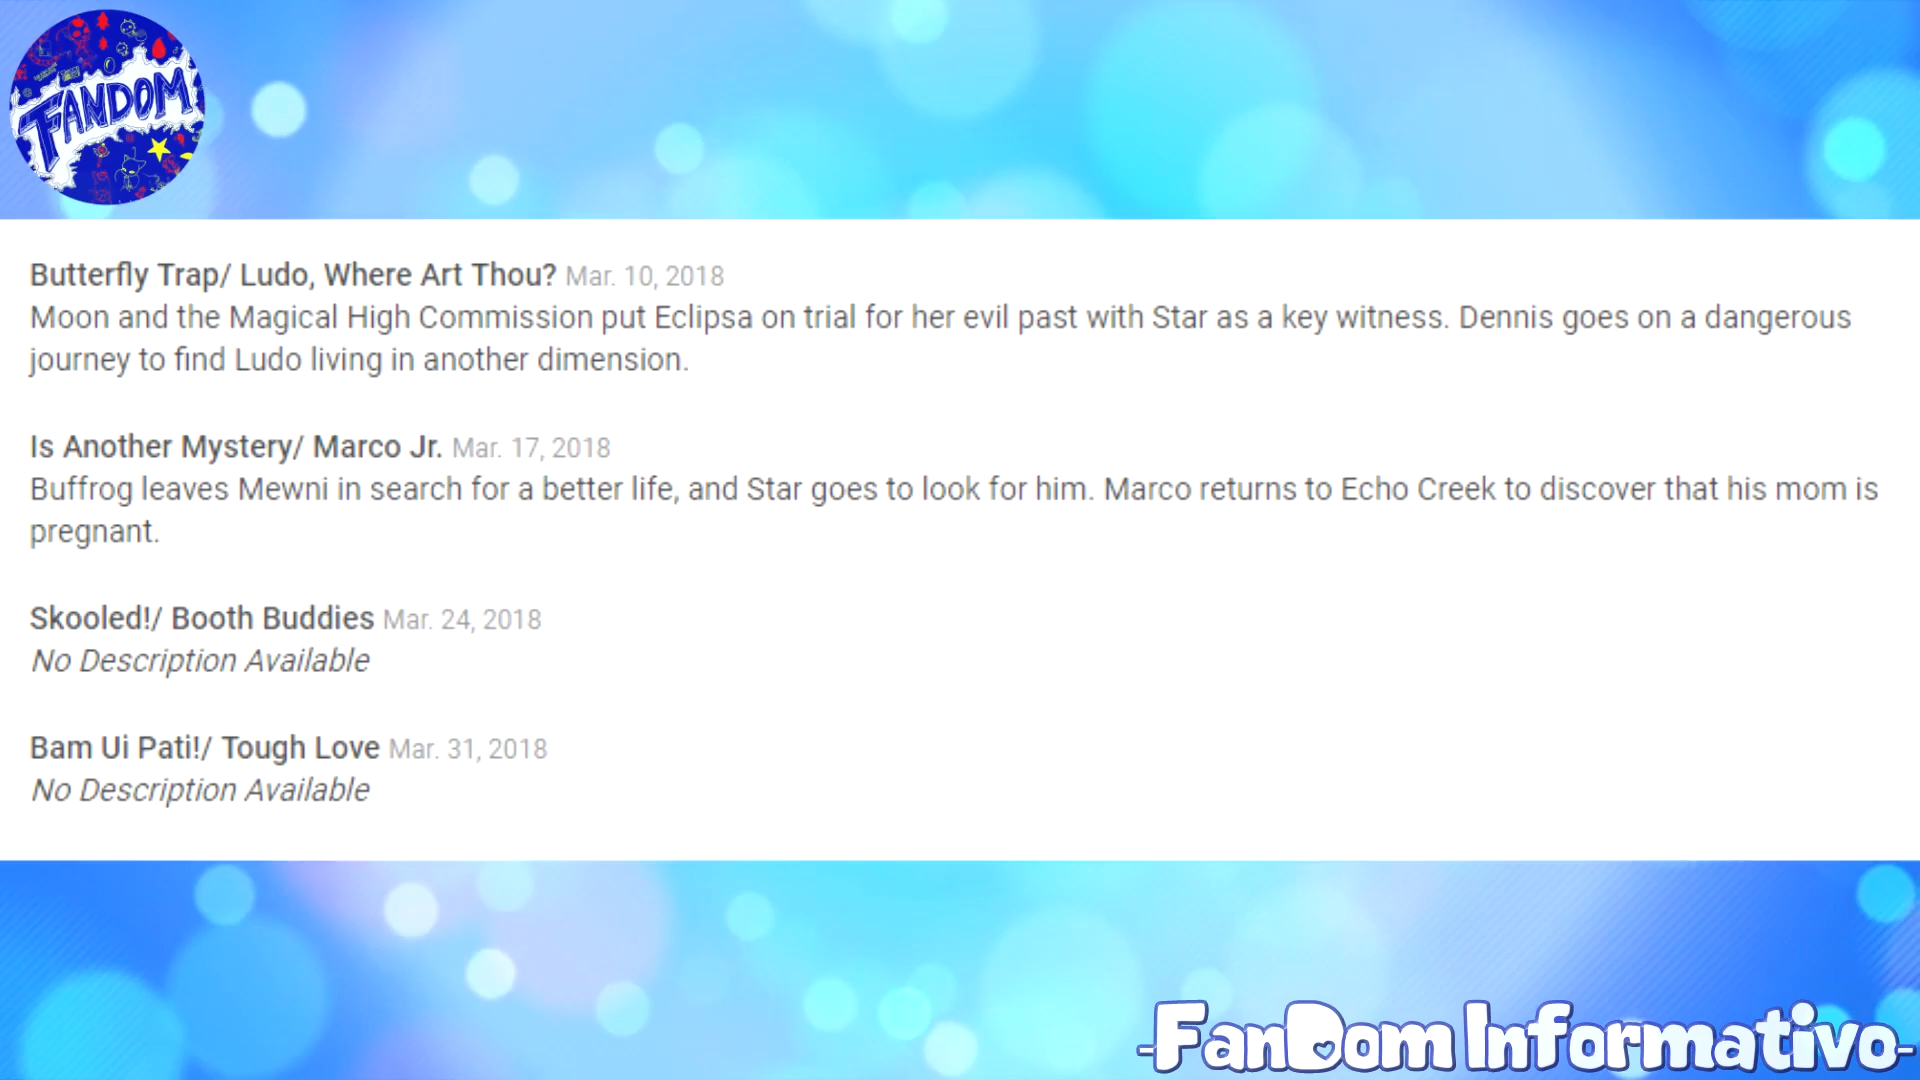 FANDOM
Butterfly Trap/ Ludo, Where Art Thou? Mar. 10, 2018
Moon and the Magical High Commission put Eclipsa on trial for her evil past with Star as a key witness. Dennis goes on a dangerous
journey to find Ludo living in another dimension.
Is Another Mystery/ Marco Jr. Mar. 17, 2018
Buffrog leaves Mewni in search for a better life, and Star goes to look for him. Marco returns to Echo Creek to discover that his mom is
pregnant.
Skooled!/ Booth Buddies Mar. 24, 2018
No Description Available
Bam Ui Pati!/ Tough Love Mar. 31, 2018
No Description Available
-FanDom Informativo-